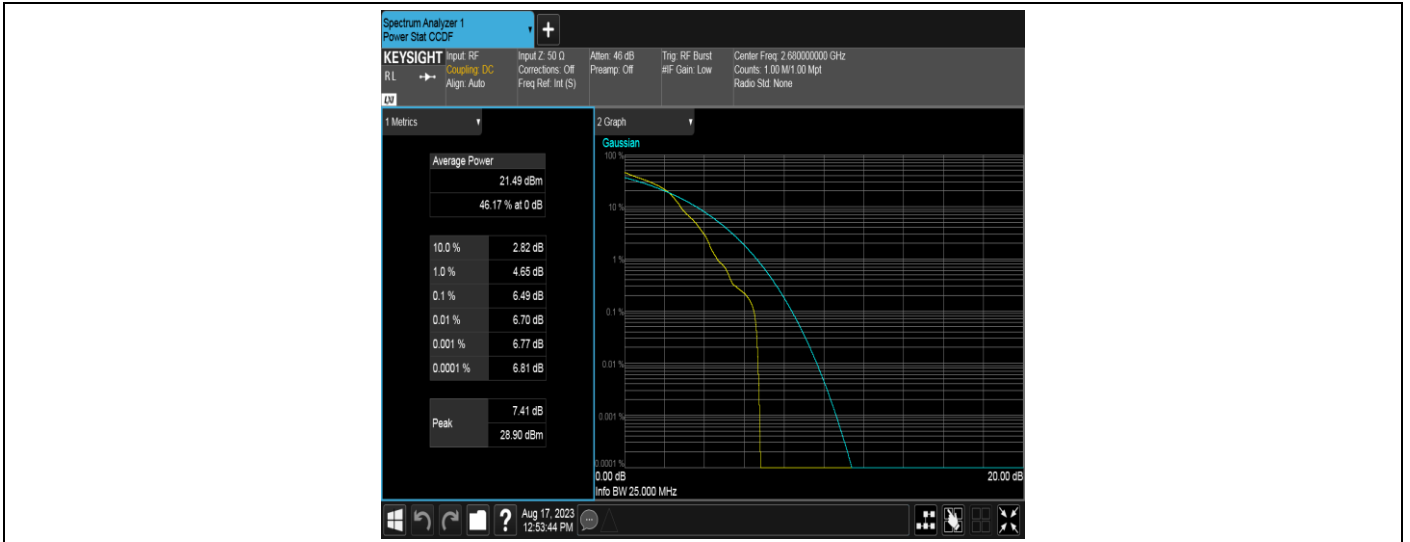 Spectrum Analyzer 1
Power Stat CCDF
+
KEYSIGHT
RL
LXI
Input: RF
Coupling: DC
Align: Auto
Input Z: 50 Ω
Corrections: Off
Freq Ref: Int (S)
Atten: 46 dB
Preamp: Off
Trig: RF Burst
#IF Gain: Low
Center Freq: 2.680000000 GHz
Counts: 1.00 M/1.00 Mpt
Radio Std: None
1 Metrics
Average Power
21.49 dBm
46.17 % at 0 dB
10.0 % 2.82 dB
1.0 % 4.65 dB
0.1 % 6.49 dB
0.01 % 6.70 dB
0.001 % 6.77 dB
0.0001 % 6.81 dB
Peak 7.41 dB
28.90 dBm
2 Graph
Gaussian
100 %
10 %
1 %
0.1 %
0.01 %
0.001 %
0.0001 %
0.00 dB 20.00 dB
Info BW 25.000 MHz
?
Aug 17, 2023
12:53:44 PM